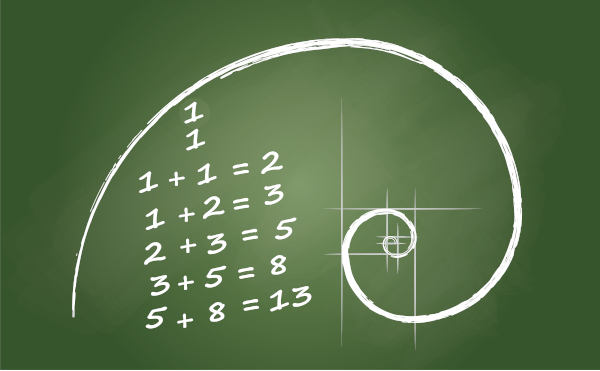 1
1
1 + 1 = 2
1 + 2 = 3
2 + 3 = 5
3 + 5 = 8
5 + 8 = 13